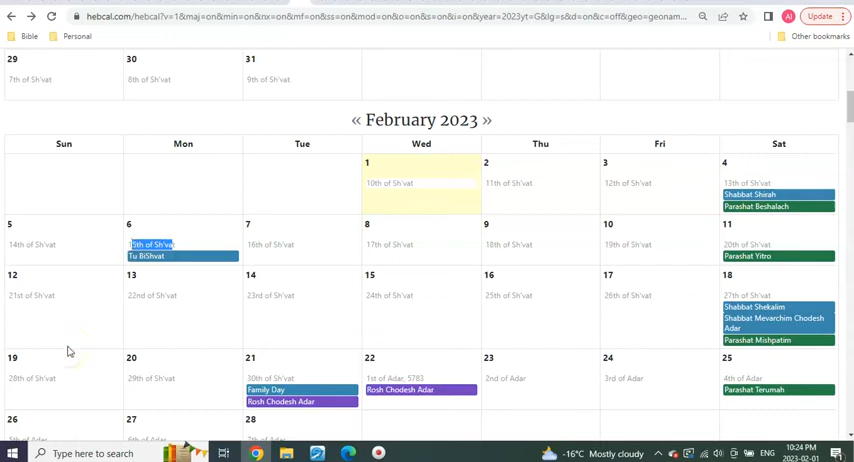 hebcal.com/hebcal?v=1&maj=on&min=on&nx=on&mf=on&ss=on&mod=on&o=on&s=on&i=on&year=2023yt=G&lg=s&d=on&c=off&geo=geonam...
Update
Bible Personal Other bookmarks
29 30 31
7th of Sh'vat 8th of Sh'vat 9th of Sh'vat
« February 2023 »
Sun Mon Tue Wed Thu Fri Sat
1 2 3 4
10th of Sh'vat 11th of Sh'vat 12th of Sh'vat 13th of Sh'vat
Shabbat Shirah
Parashat Beshalach
5 6 7 8 9 10 11
14th of Sh'vat 15th of Sh'vat 16th of Sh'vat 17th of Sh'vat 18th of Sh'vat 19th of Sh'vat 20th of Sh'vat
Tu BiShvat Parashat Yitro
12 13 14 15 16 17 18
21st of Sh'vat 22nd of Sh'vat 23rd of Sh'vat 24th of Sh'vat 25th of Sh'vat 26th of Sh'vat 27th of Sh'vat
Shabbat Shekalim
Shabbat Mevarchim Chodesh
Adar
Parashat Mishpatim
19 20 21 22 23 24 25
28th of Sh'vat 29th of Sh'vat 30th of Sh'vat 1st of Adar, 5783 2nd of Adar 3rd of Adar 4th of Adar
Family Day Rosh Chodesh Adar Parashat Terumah
Rosh Chodesh Adar
26 27 28
5th of Adar 6th of Adar 7th of Adar
Type here to search
-16°C Mostly cloudy ENG 10:24 PM
2023-02-01